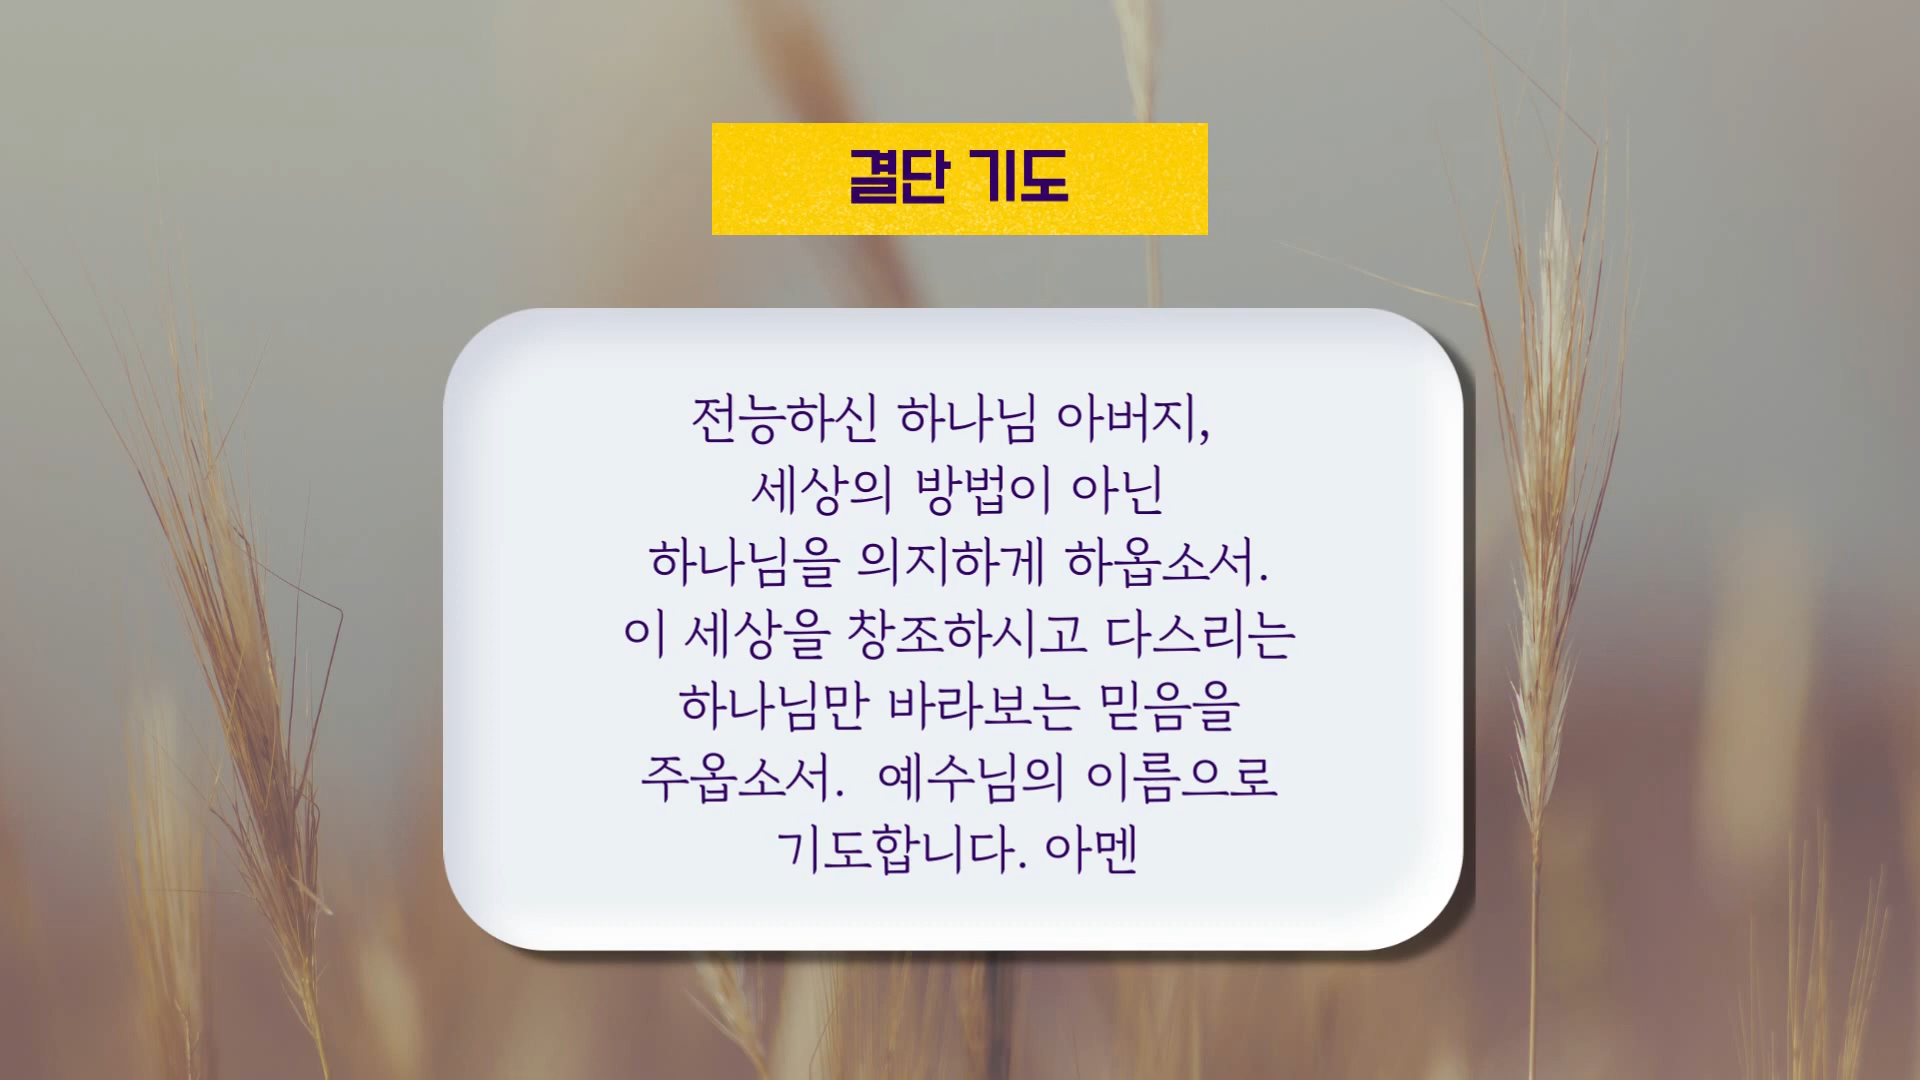 결단 기도
전능하신 하나님 아버지,
세상의 방법이 아닌
하나님을 의지하게 하옵소서.
이 세상을 창조하시고 다스리는
하나님만 바라보는 믿음을
주옵소서. 예수님의 이름으로
기도합니다. 아멘